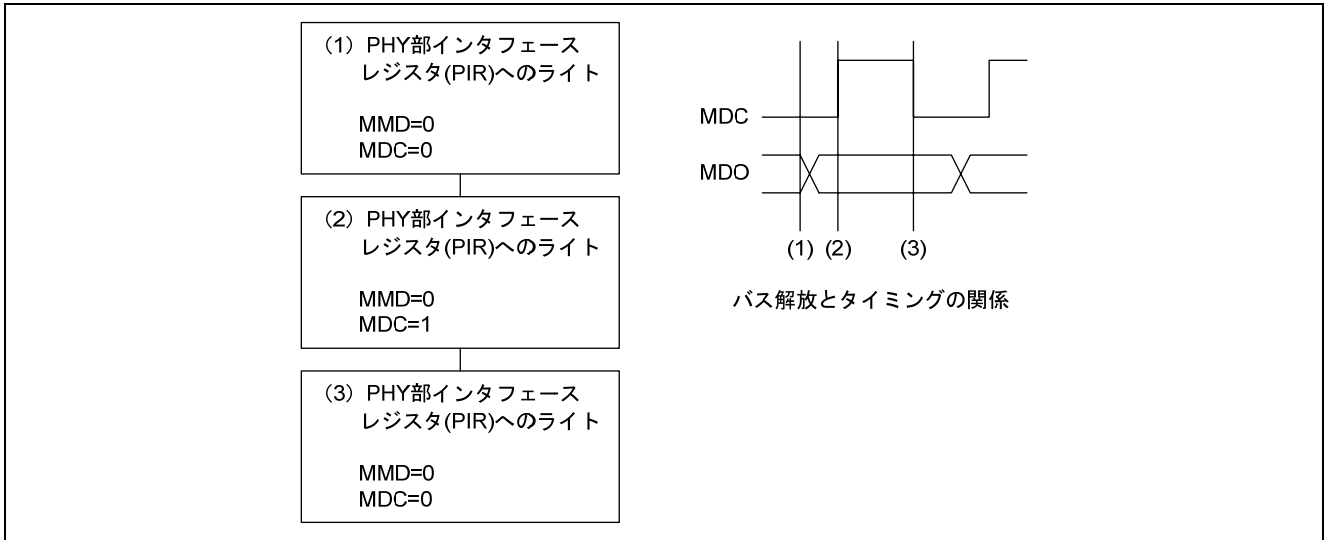 （1）PHY部インタフェース
レジスタ(PIR)へのライト
MMD=0
MDC=0
（2）PHY部インタフェース
レジスタ(PIR)へのライト
MMD=0
MDC=1
（3）PHY部インタフェース
レジスタ(PIR)へのライト
MMD=0
MDC=0
MDC
MDO
(1) (2) (3)
バス解放とタイミングの関係